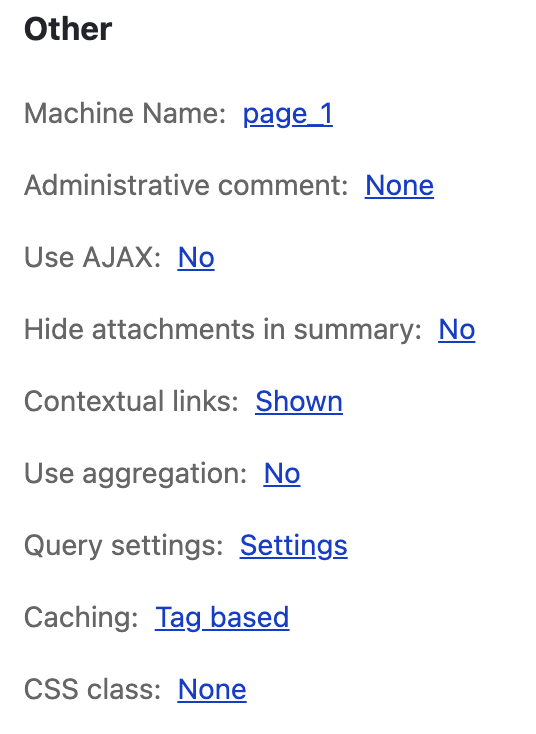 Other
Machine Name: page_1
Administrative comment: None
Use AJAX: No
Hide attachments in summary: No
Contextual links: Shown
Use aggregation: No
Query settings: Settings
Caching: Tag based
CSS class: None